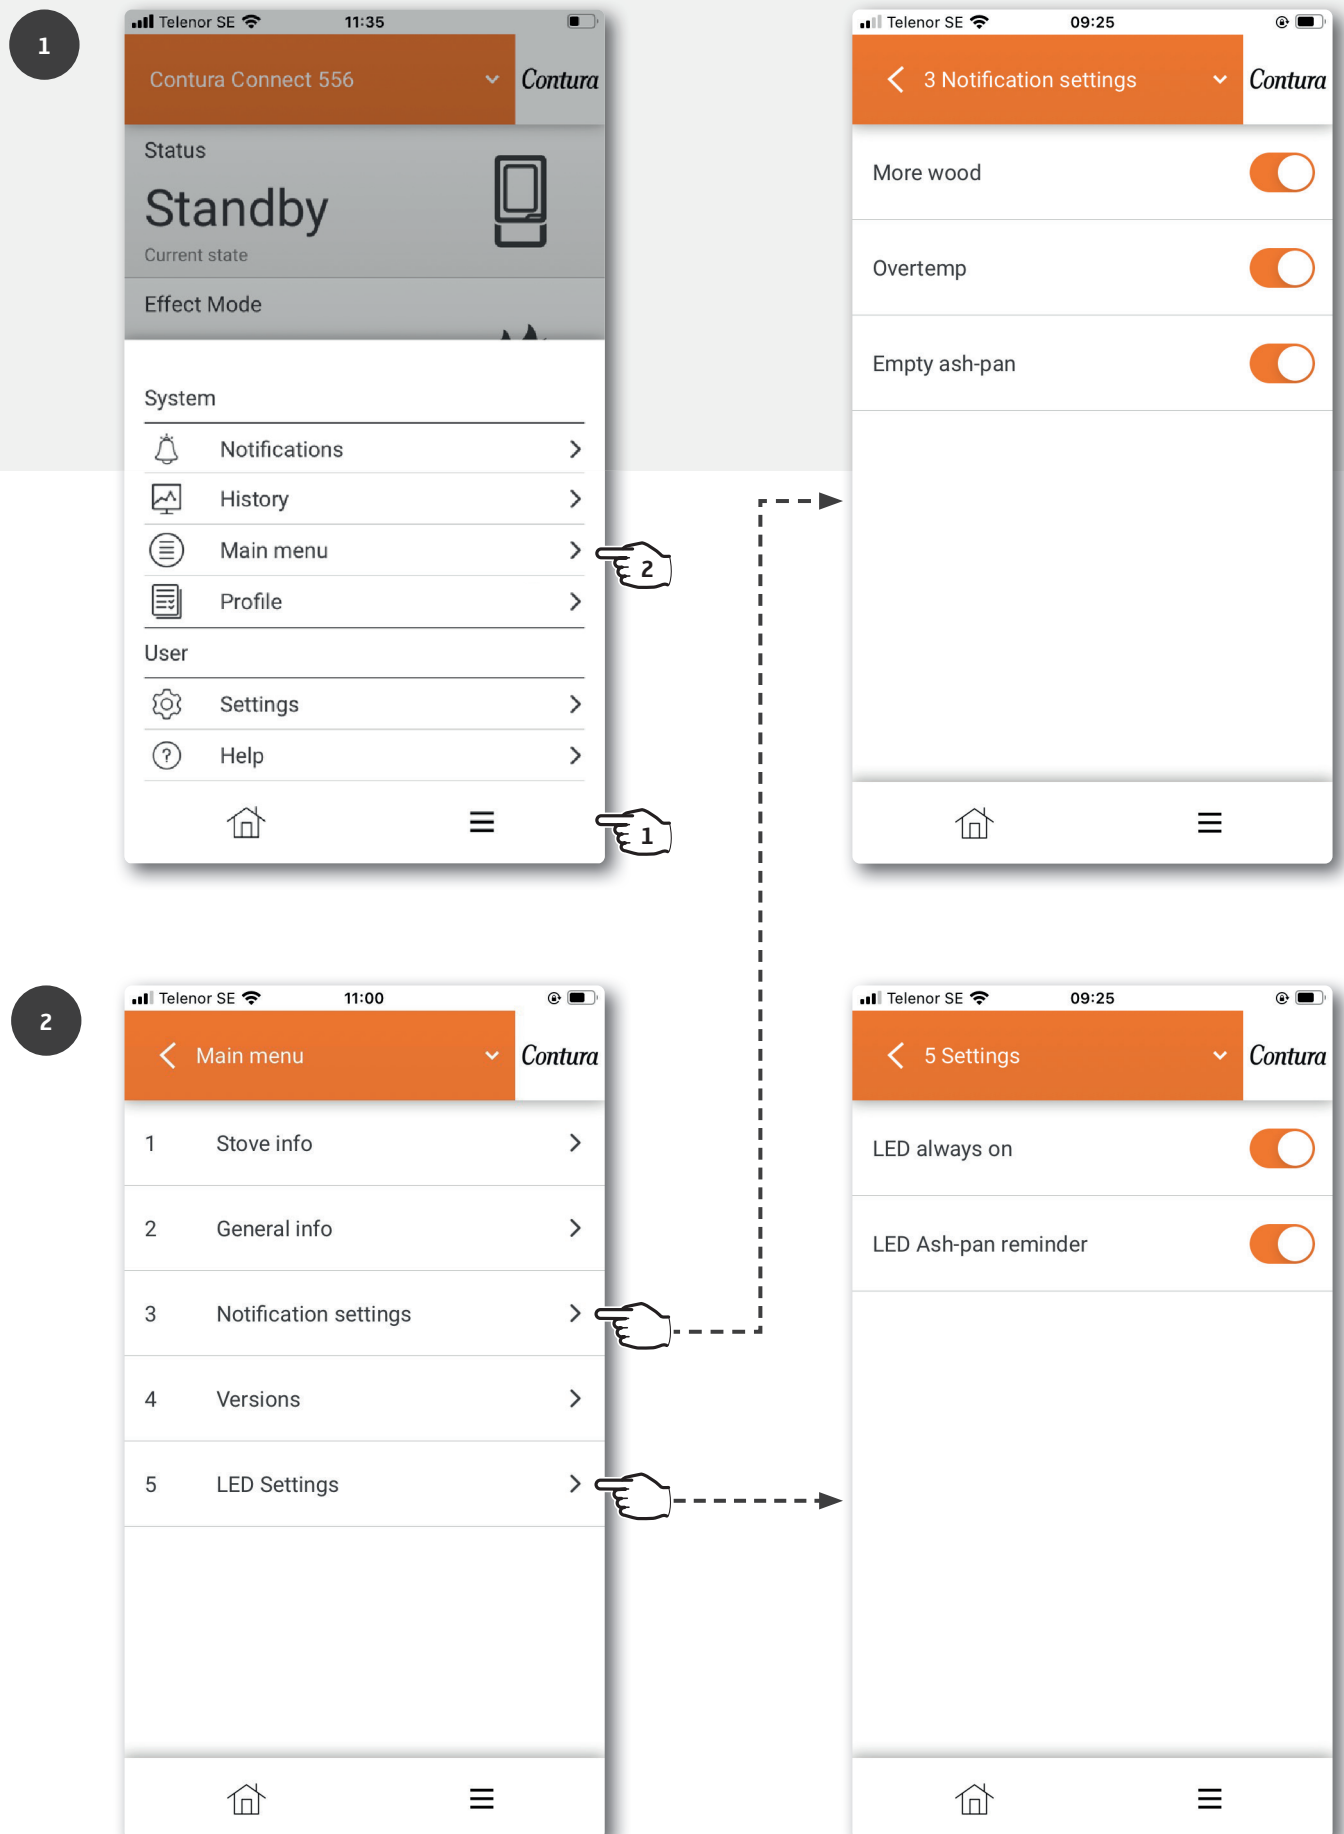 1
Telenor SE
11:35
Contura Connect 556
Contura
Status
Standby
Current state
Effect Mode
System
Notifications
History
Main menu
2
Profile
User
Settings
? Help
1
Telenor SE
09:25
3 Notification settings
Contura
More wood
Overtemp
Empty ash-pan
2
Telenor SE
11:00
Main menu
Contura
1 Stove info
2 General info
3 Notification settings
4 Versions
5 LED Settings
Telenor SE
09:25
5 Settings
Contura
LED always on
LED Ash-pan reminder